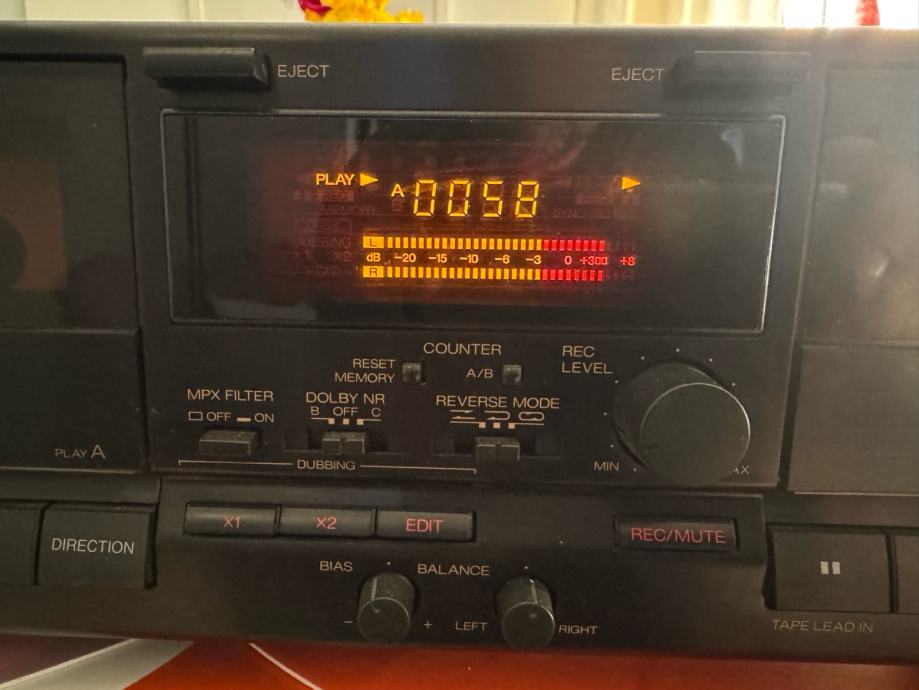 EJECT
EJECT
PLAY
A 0058
L
dB -20 -15 -10 -6 -3 0 +3 +8
R
COUNTER
RESET
MEMORY
A/B
REC
LEVEL
MPX FILTER
OFF ON
DOLBY NR
B OFF C
REVERSE MODE
MIN
AX
PLAY A
DUBBING
X1
X2
EDIT
REC/MUTE
DIRECTION
BIAS
BALANCE
- +
LEFT
RIGHT
TAPE LEAD IN